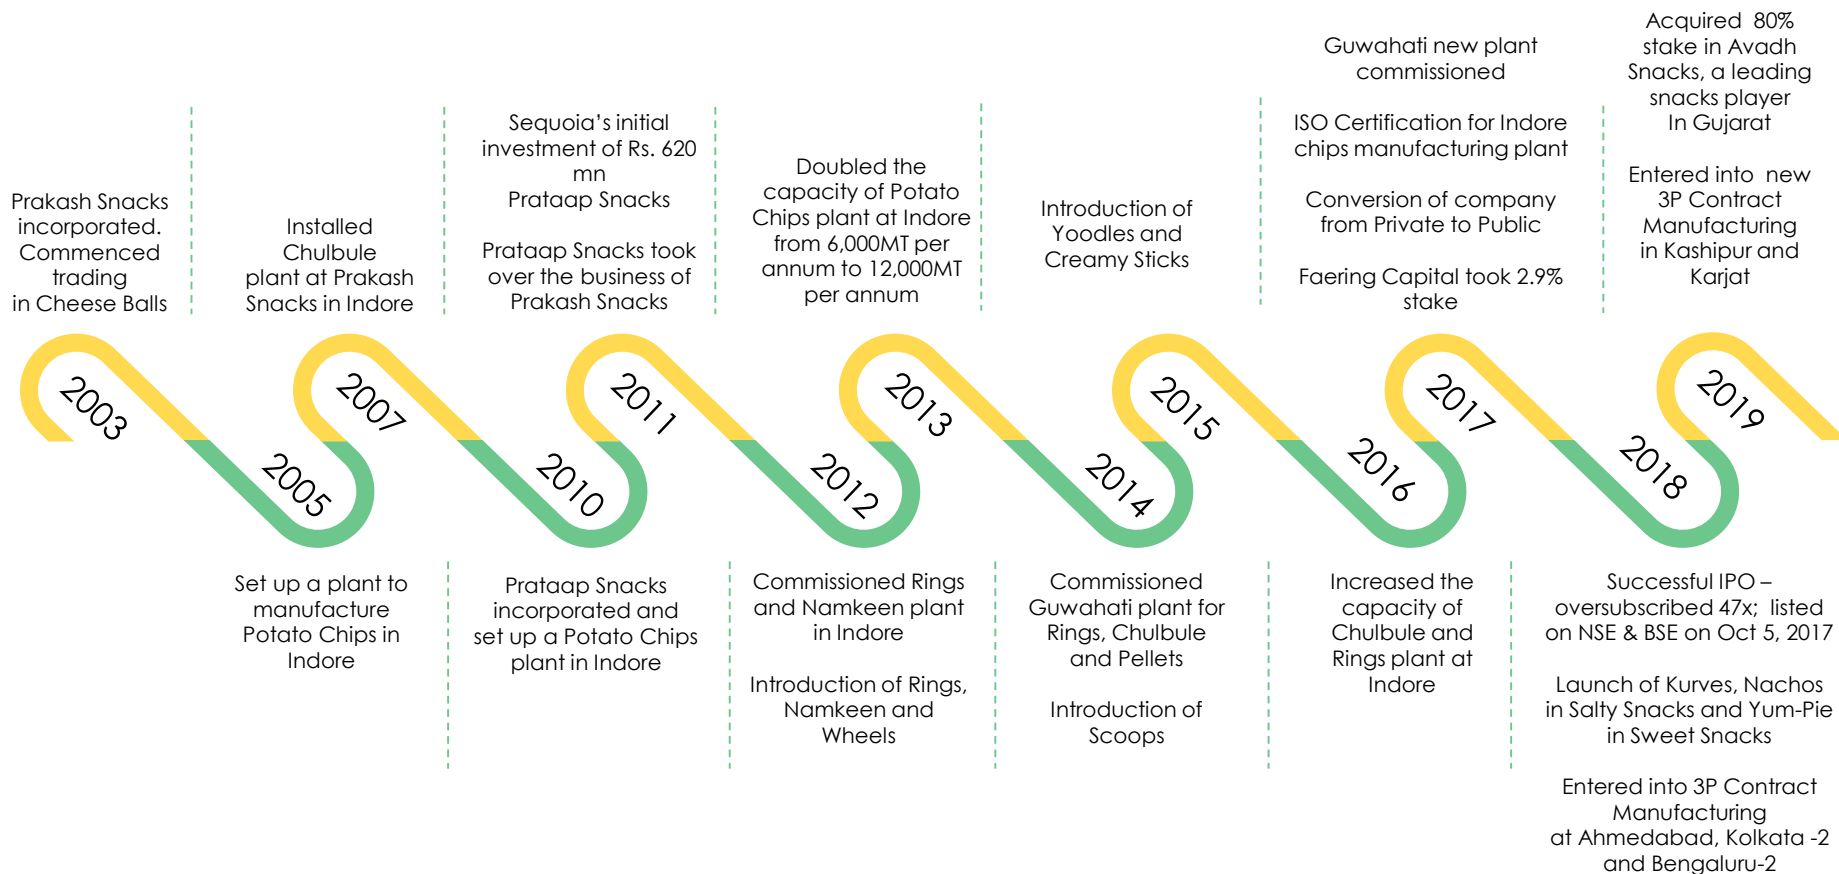 Prakash Snacks
incorporated.
Commenced
trading
in Cheese Balls
2003
2005
Set up a plant to
manufacture
Potato Chips in
Indore
Installed
Chulbule
plant at Prakash
Snacks in Indore
2007
2010
Prataap Snacks
incorporated and
set up a Potato Chips
plant in Indore
Sequoia's initial
investment of Rs. 620
mn
Prataap Snacks
Prataap Snacks took
over the business of
Prakash Snacks
2011
2012
Commissioned Rings
and Namkeen plant
in Indore
Introduction of Rings,
Namkeen and
Wheels
Doubled the
capacity of Potato
Chips plant at Indore
from 6,000MT per
annum to 12,000MT
per annum
2013
2014
Commissioned
Guwahati plant for
Rings, Chulbule
and Pellets
Introduction of
Scoops
Introduction of
Yoodles and
Creamy Sticks
2015
2016
Increased the
capacity of
Chulbule and
Rings plant at
Indore
Guwahati new plant
commissioned
ISO Certification for Indore
chips manufacturing plant
Conversion of company
from Private to Public
Faering Capital took 2.9%
stake
2017
2018
Successful IPO –
oversubscribed 47x; listed
on NSE & BSE on Oct 5, 2017
Launch of Kurves, Nachos
in Salty Snacks and Yum-Pie
in Sweet Snacks
Entered into 3P Contract
Manufacturing
at Ahmedabad, Kolkata -2
and Bengaluru-2
Acquired 80%
stake in Avadh
Snacks, a leading
snacks player
In Gujarat
Entered into new
3P Contract
Manufacturing
in Kashipur and
Karjat
2019